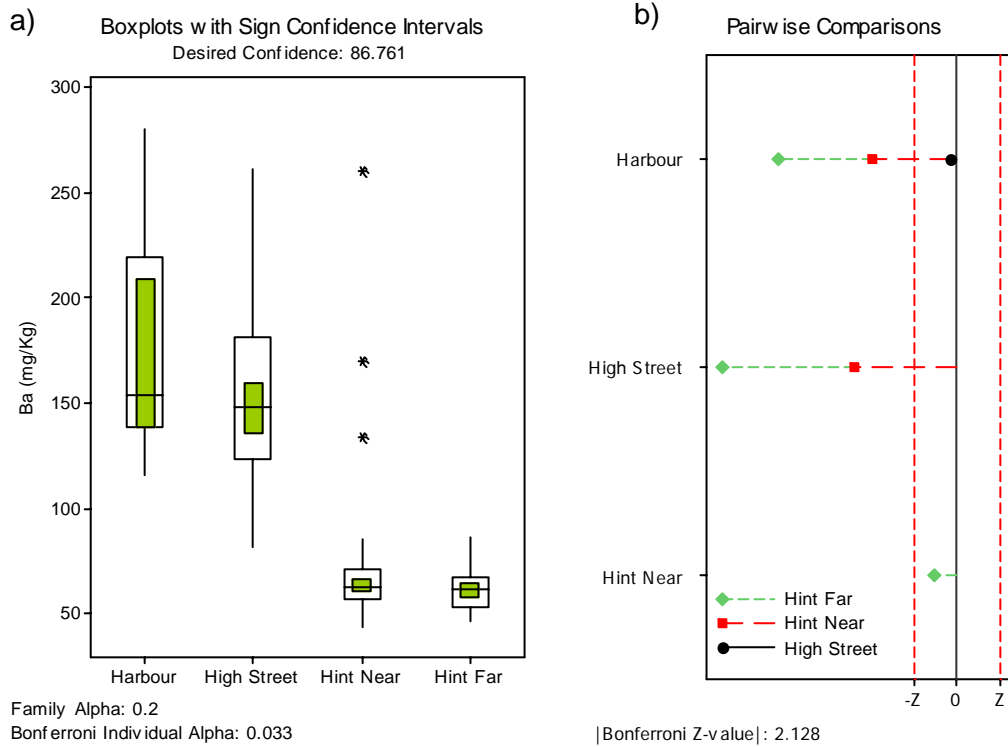 a)
Boxplots with Sign Confidence Intervals
Desired Confidence: 86.761
300
250
200
150
100
50
Ba (mg/Kg)
Harbour High Street Hint Near Hint Far
Family Alpha: 0.2
Bonferroni Individual Alpha: 0.033
b)
Pairwise Comparisons
Harbour
High Street
Hint Near
Hint Far
Hint Near
High Street
-Z 0 Z
|Bonferroni Z-value|: 2.128